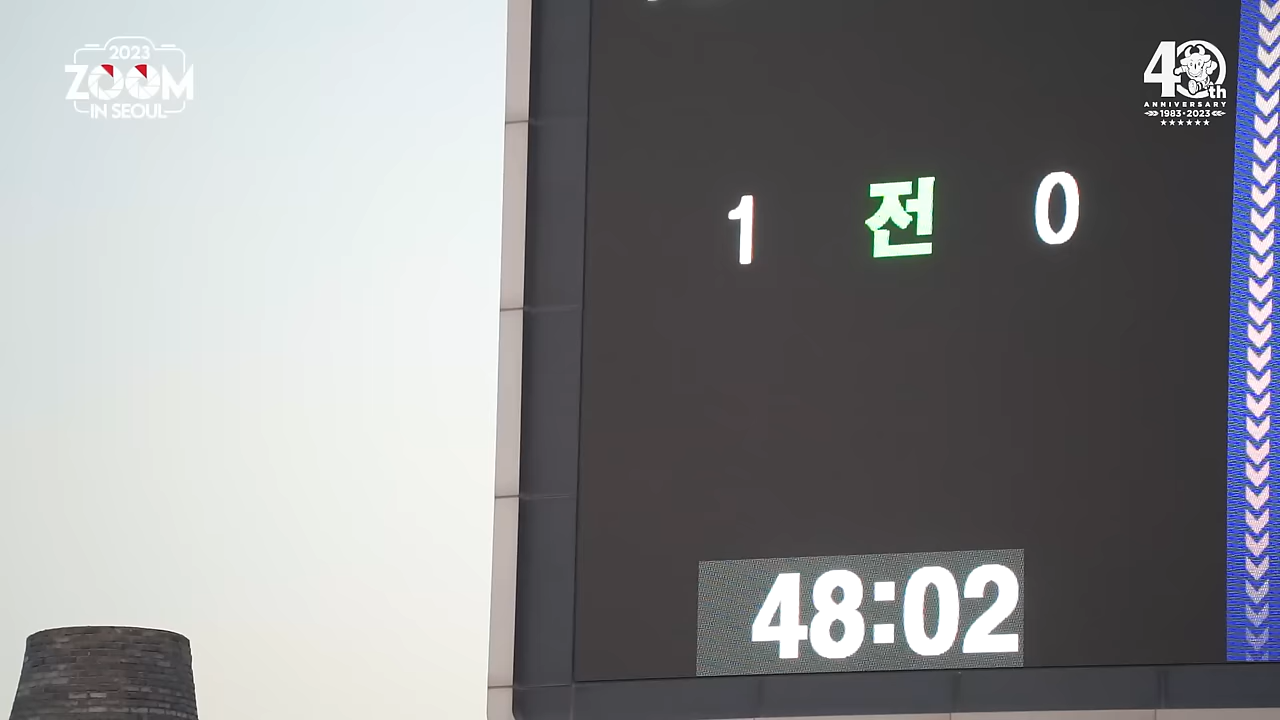 2023
ZOOM
IN SEOUL
40th
ANNIVERSARY
1983·2023
1 전 0
48:02